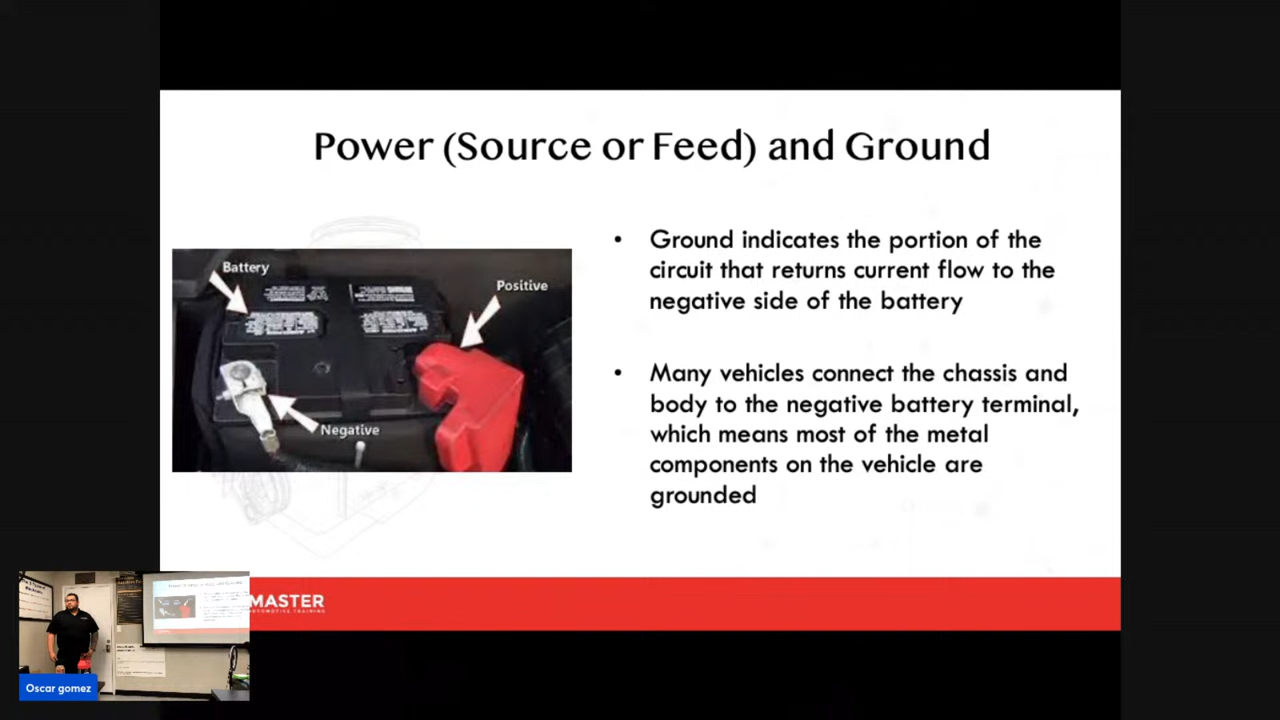 Power (Source or Feed) and Ground
Battery
Positive
Negative
• Ground indicates the portion of the
circuit that returns current flow to the
negative side of the battery
• Many vehicles connect the chassis and
body to the negative battery terminal,
which means most of the metal
components on the vehicle are
grounded
MASTER
AUTOMOTIVE TRAINING
Oscar gomez